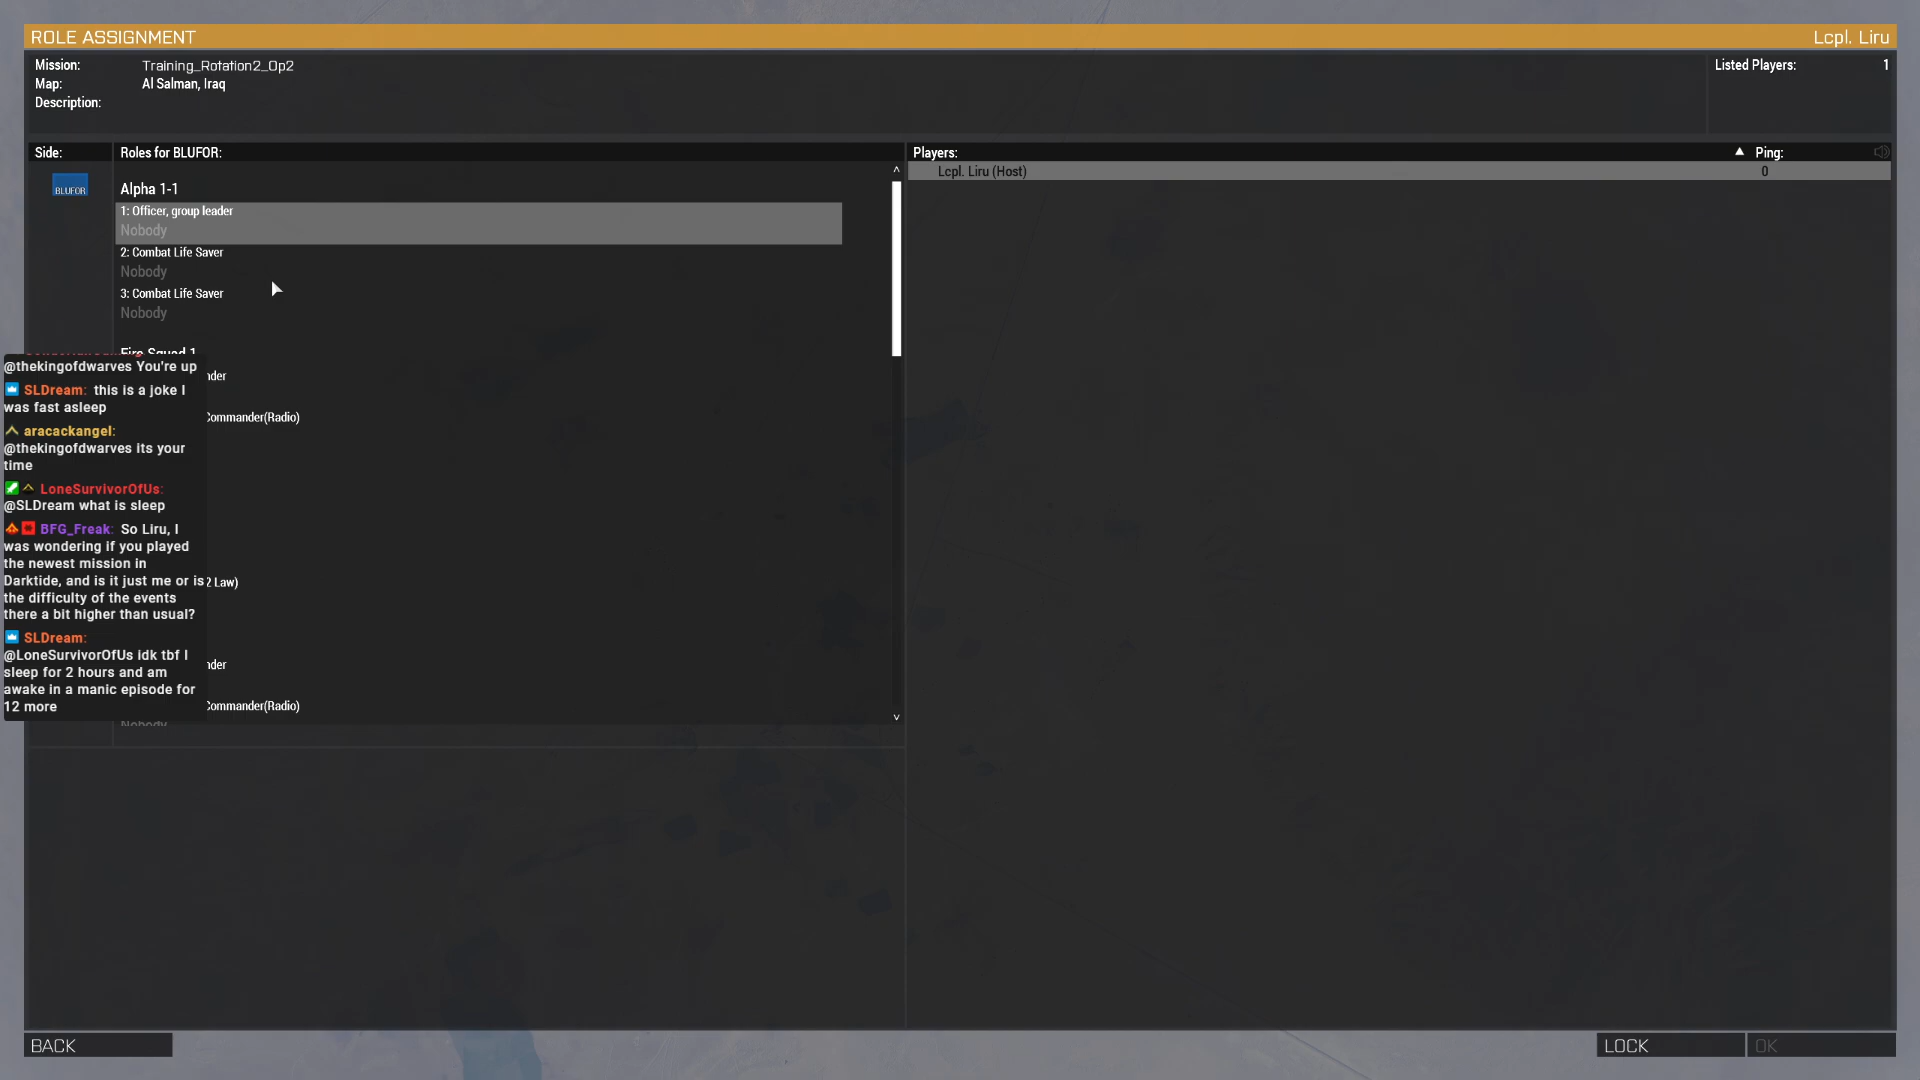 ROLE ASSIGNMENT
Lcpl. Liru
Mission: Training_Rotation2_Op2
Map: Al Salman, Iraq
Description:
Listed Players: 1
Side:
Roles for BLUFOR:
Players:
Ping:
BLUFOR
Lcpl. Liru (Host) 0
Alpha 1-1
1: Officer, group leader
Nobody
2: Combat Life Saver
Nobody
3: Combat Life Saver
Nobody
Fire Squad 1
nder
Commander(Radio)
2 Law)
nder
Commander(Radio)
Nobody
@thekingofdwarves You're up
SLDream: this is a joke I
was fast asleep
aracackangel:
@thekingofdwarves its your
time
LoneSurvivorOfUs:
@SLDream what is sleep
BFG_Freak: So Liru, I
was wondering if you played
the newest mission in
Darktide, and is it just me or is
the difficulty of the events
there a bit higher than usual?
SLDream:
@LoneSurvivorOfUs idk tbf I
sleep for 2 hours and am
awake in a manic episode for
12 more
BACK
LOCK
OK